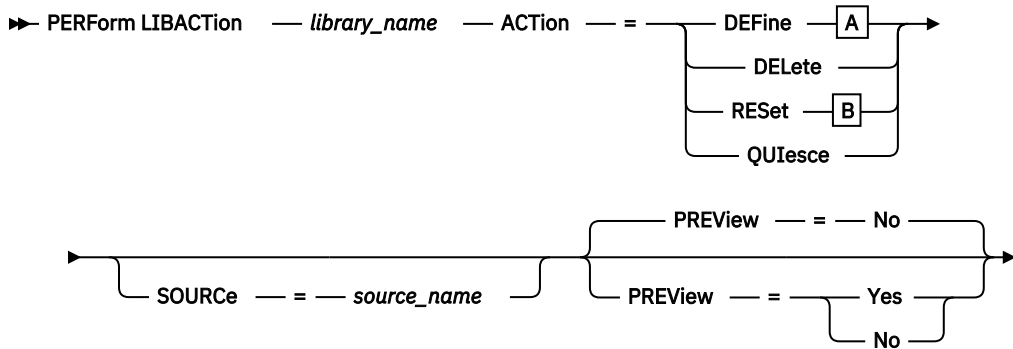 PERForm LIBACTion library_name ACTion = DEFine A
DELete
RESet B
QUIesce
PREView = No
SOURCe = source_name PREView = Yes
No